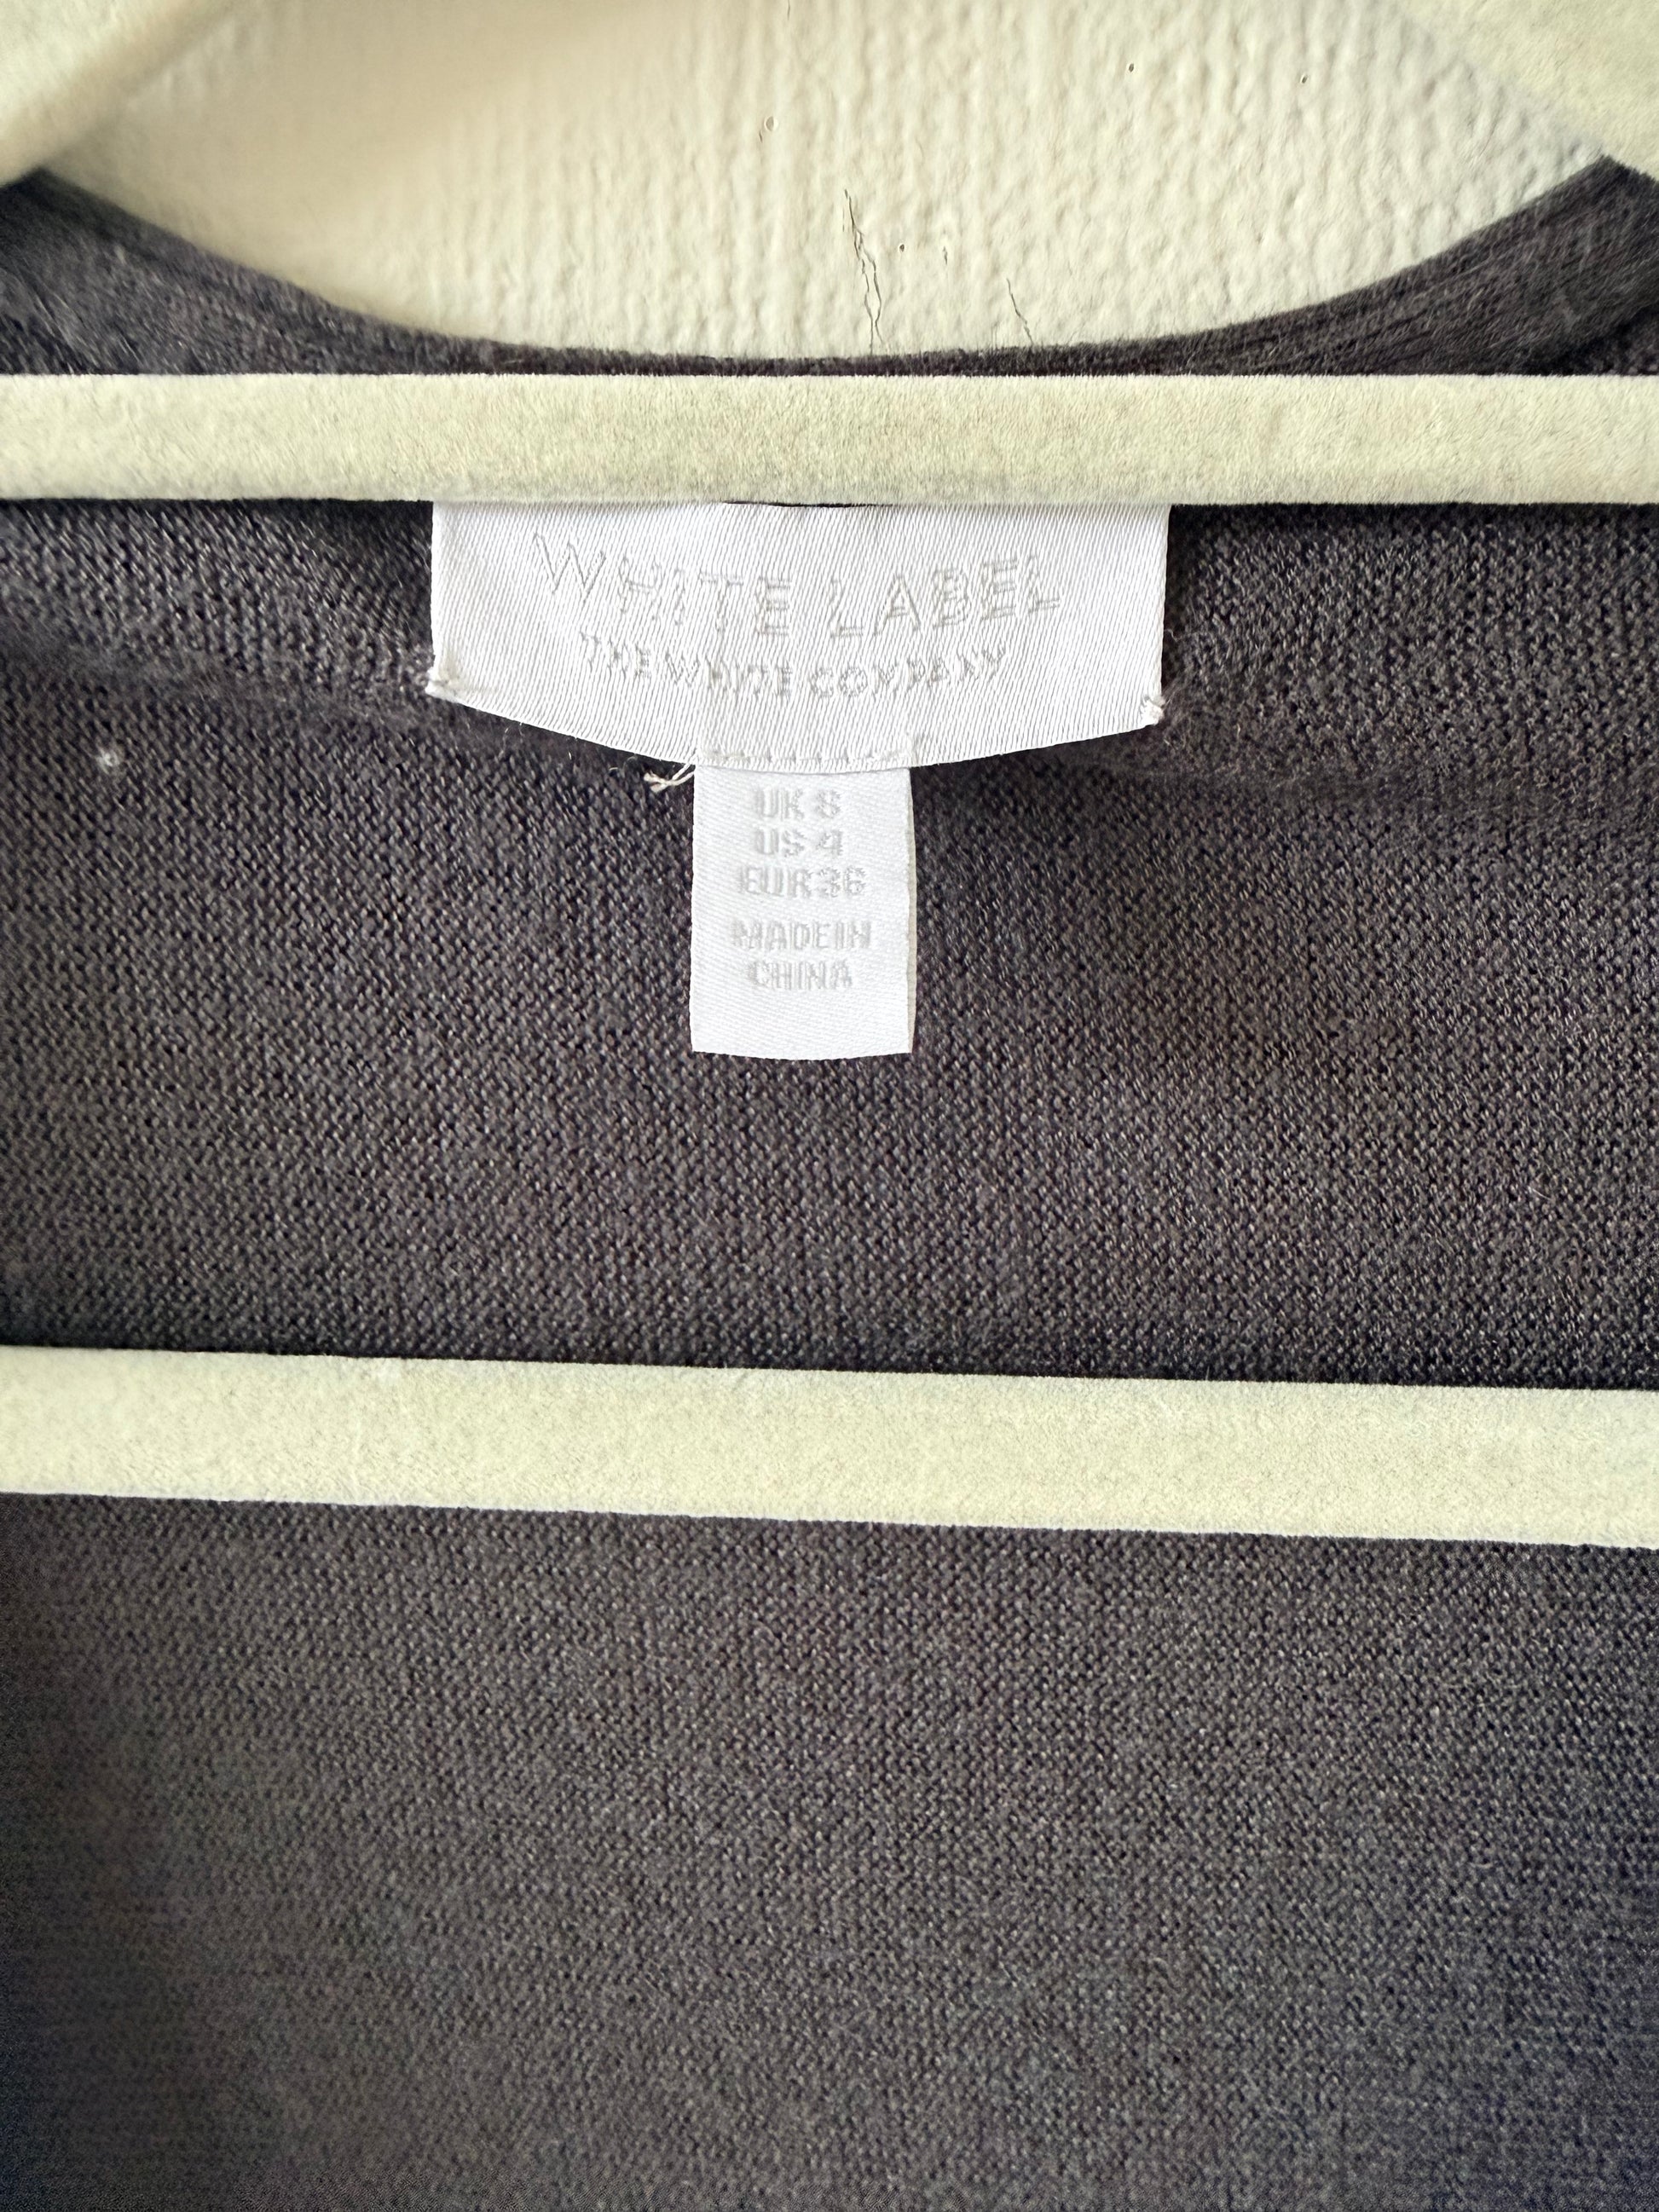 WHITE LABEL
THE WHITE COMPANY
UK 8
US 4
EUR 36
MADE IN
CHINA